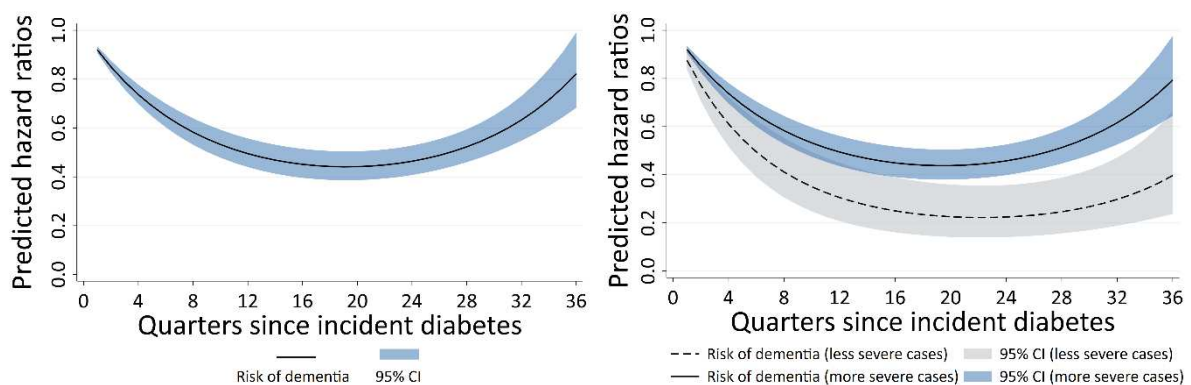 Predicted hazard ratios
1.0
0.8
0.6
0.4
0.2
0.0
0 4 8 12 16 20 24 28 32 36
Quarters since incident diabetes
Risk of dementia 95% CI
Predicted hazard ratios
1.0
0.8
0.6
0.4
0.2
0.0
0 4 8 12 16 20 24 28 32 36
Quarters since incident diabetes
Risk of dementia (less severe cases) 95% CI (less severe cases)
Risk of dementia (more severe cases) 95% CI (more severe cases)